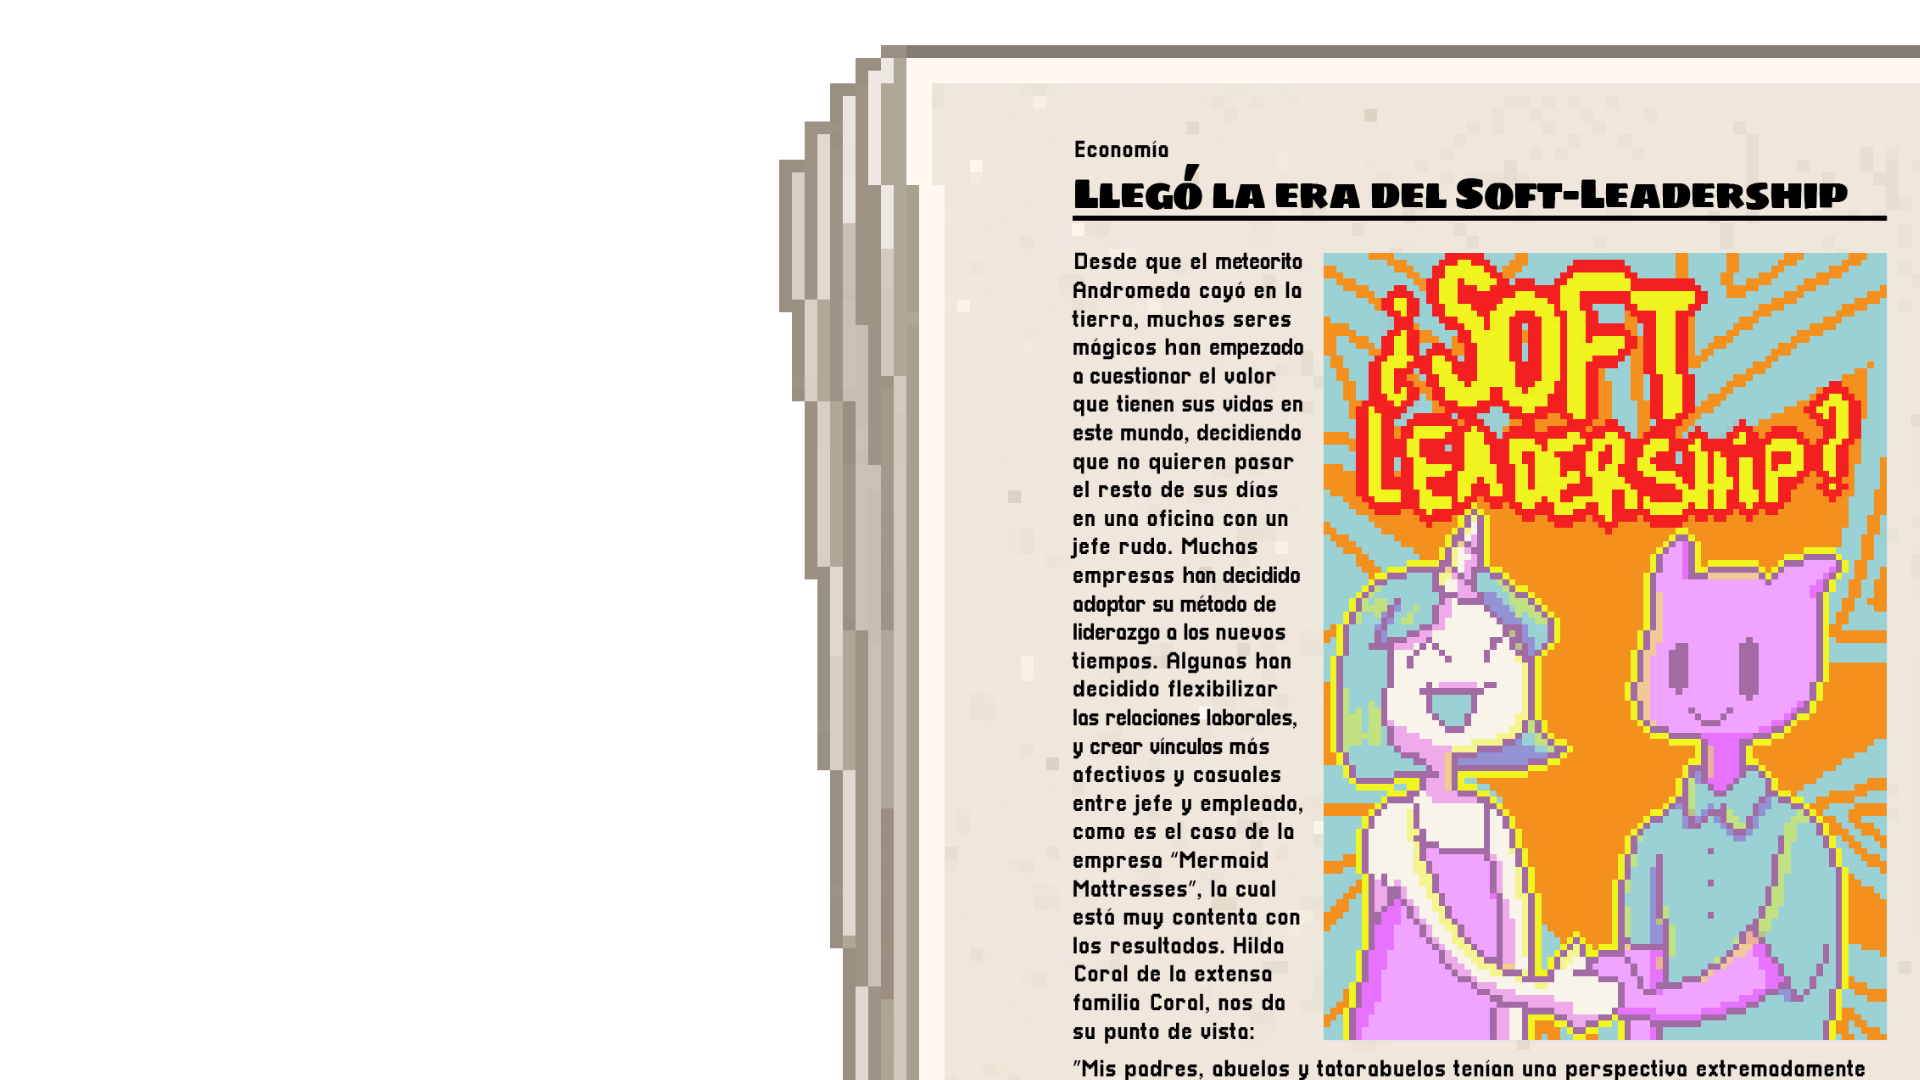 Economía
Llegó la era del Soft-Leadership
Desde que el meteorito
Andromeda cayó en la
tierra, muchos seres
mágicos han empezado
a cuestionar el valor
que tienen sus vidas en
este mundo, decidiendo
que no quieren pasar
el resto de sus días
en una oficina con un
jefe rudo. Muchas
empresas han decidido
adoptar su método de
liderazgo a los nuevos
tiempos. Algunas han
decidido flexibilizar
las relaciones laborales,
y crear vínculos más
afectivos y casuales
entre jefe y empleado,
como es el caso de la
empresa "Mermaid
Mattresses", la cual
está muy contenta con
los resultados. Hilda
Coral de la extensa
familia Coral, nos da
su punto de vista:
¿SOFT
LEADERSHIP?
"Mis padres, abuelos y tatarabuelos tenían una perspectiva extremadamente